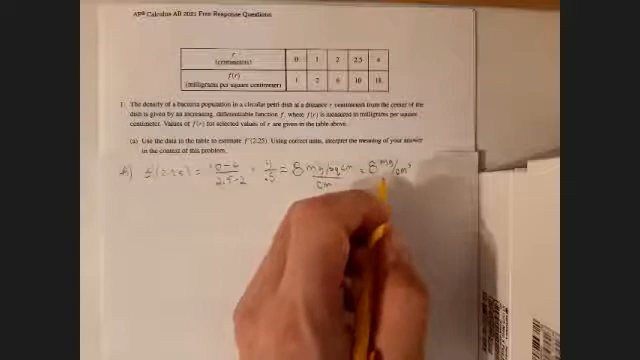 AP® Calculus AB 2021 Free Response Questions
r (centimeters) 0 1 2 2.5 4
f(r) (milligrams per square centimeter) 1 2 6 10 18
1. The density of a bacteria population in a circular petri dish at a distance r centimeters from the center of the
dish is given by an increasing, differentiable function f, where f(r) is measured in milligrams per square
centimeter. Values of f(r) for selected values of r are given in the table above.
(a) Use the data to estimate f'(2.25). Using correct units, interpret the meaning of your answer
in the context of this problem.
A) f'(2.25) = 10-6 / 2.5-2 = 4/.5 = 8 mg/sq cm / cm = 8 mg/cm³